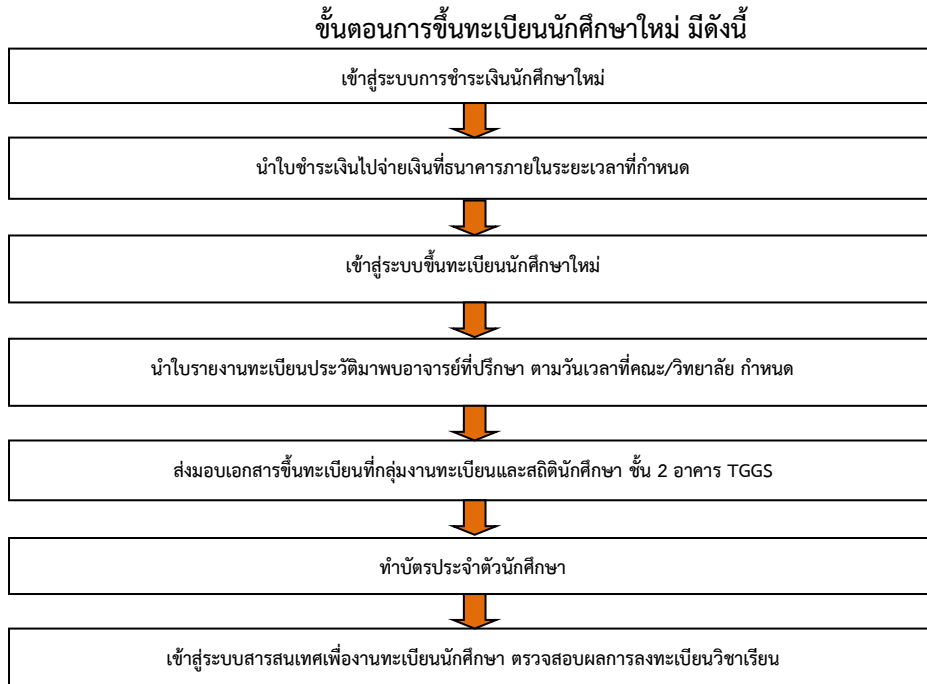 ขั้นตอนการขึ้นทะเบียนนักศึกษาใหม่ มีดังนี้
เข้าสู่ระบบการชำระเงินนักศึกษาใหม่
นำใบชำระเงินไปจ่ายเงินที่ธนาคารภายในระยะเวลาที่กำหนด
เข้าสู่ระบบขึ้นทะเบียนนักศึกษาใหม่
นำใบรายงานทะเบียนประวัติมาพบอาจารย์ที่ปรึกษา ตามวันเวลาที่คณะ/วิทยาลัย กำหนด
ส่งมอบเอกสารขึ้นทะเบียนที่กลุ่มงานทะเบียนและสถิตินักศึกษา ชั้น 2 อาคาร TGGS
ทำบัตรประจำตัวนักศึกษา
เข้าสู่ระบบสารสนเทศเพื่องานทะเบียนนักศึกษา ตรวจสอบผลการลงทะเบียนวิชาเรียน